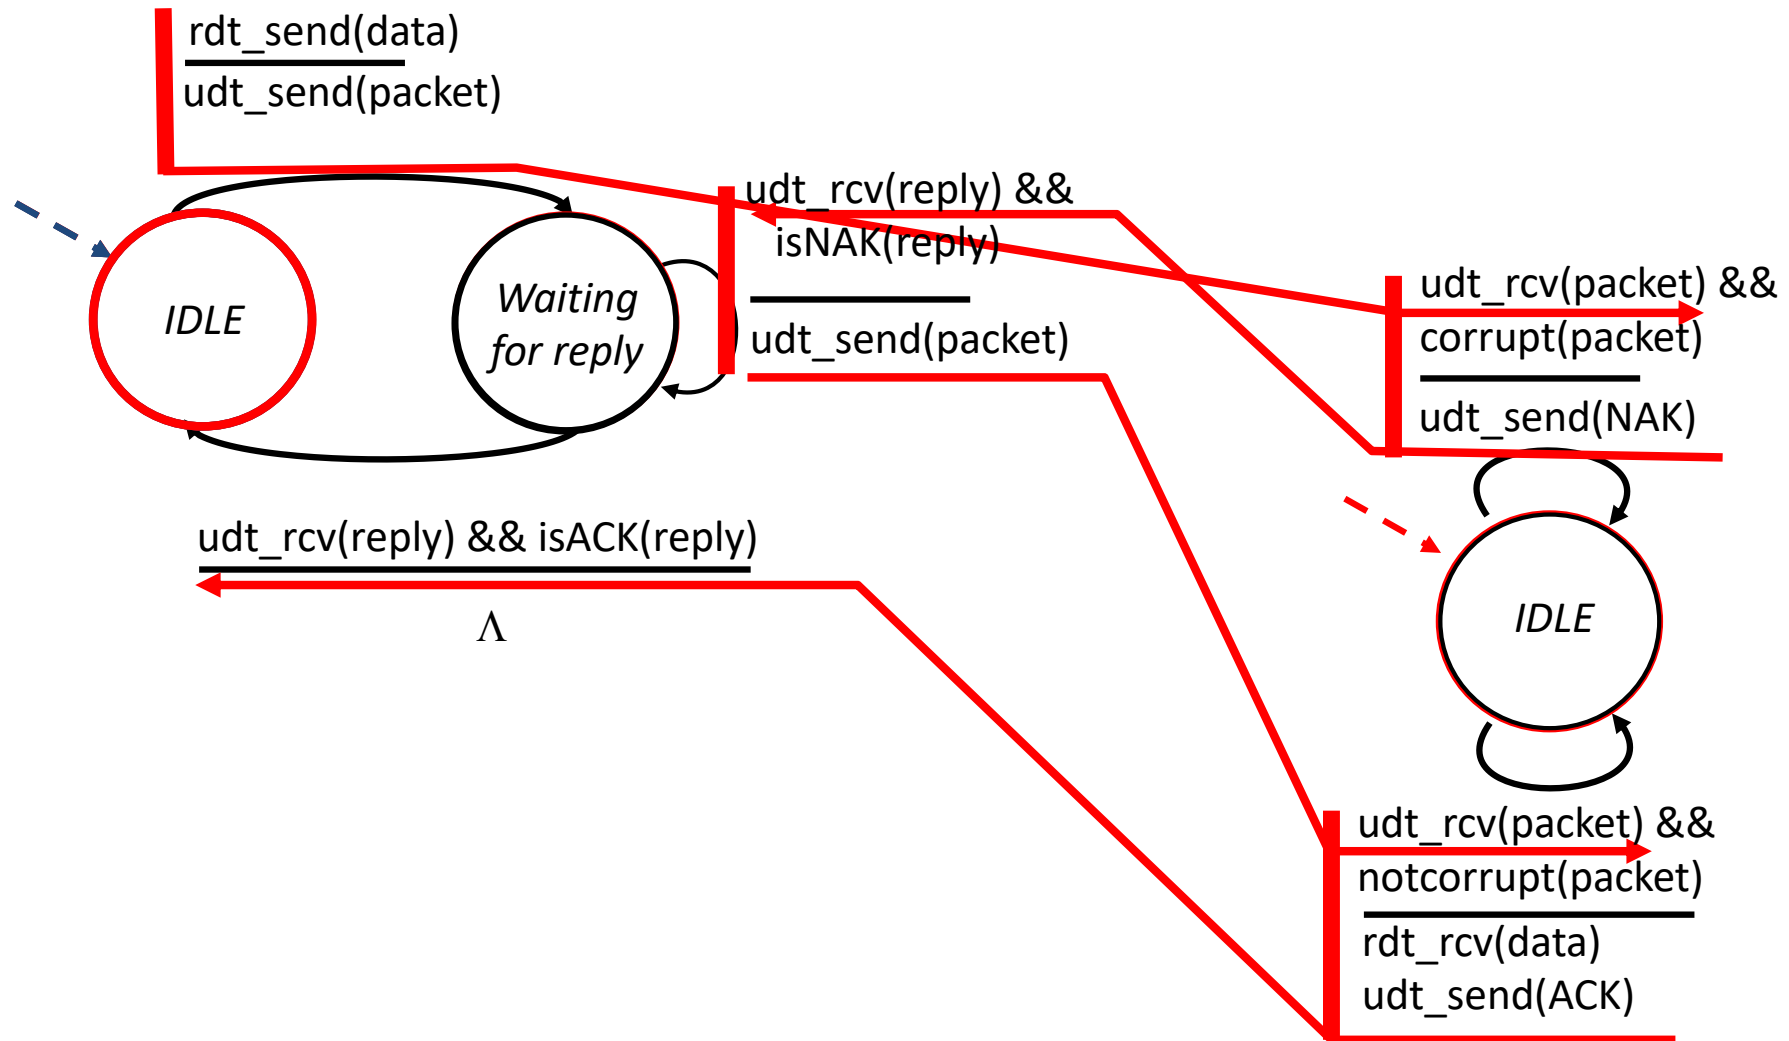 rdt_send(data)
udt_send(packet)
udt_rcv(reply) &&
isNAK(reply)
udt_send(packet)
IDLE
Waiting
for reply
udt_rcv(packet) &&
corrupt(packet)
udt_send(NAK)
udt_rcv(reply) && isACK(reply)
Λ
IDLE
udt_rcv(packet) &&
notcorrupt(packet)
rdt_rcv(data)
udt_send(ACK)